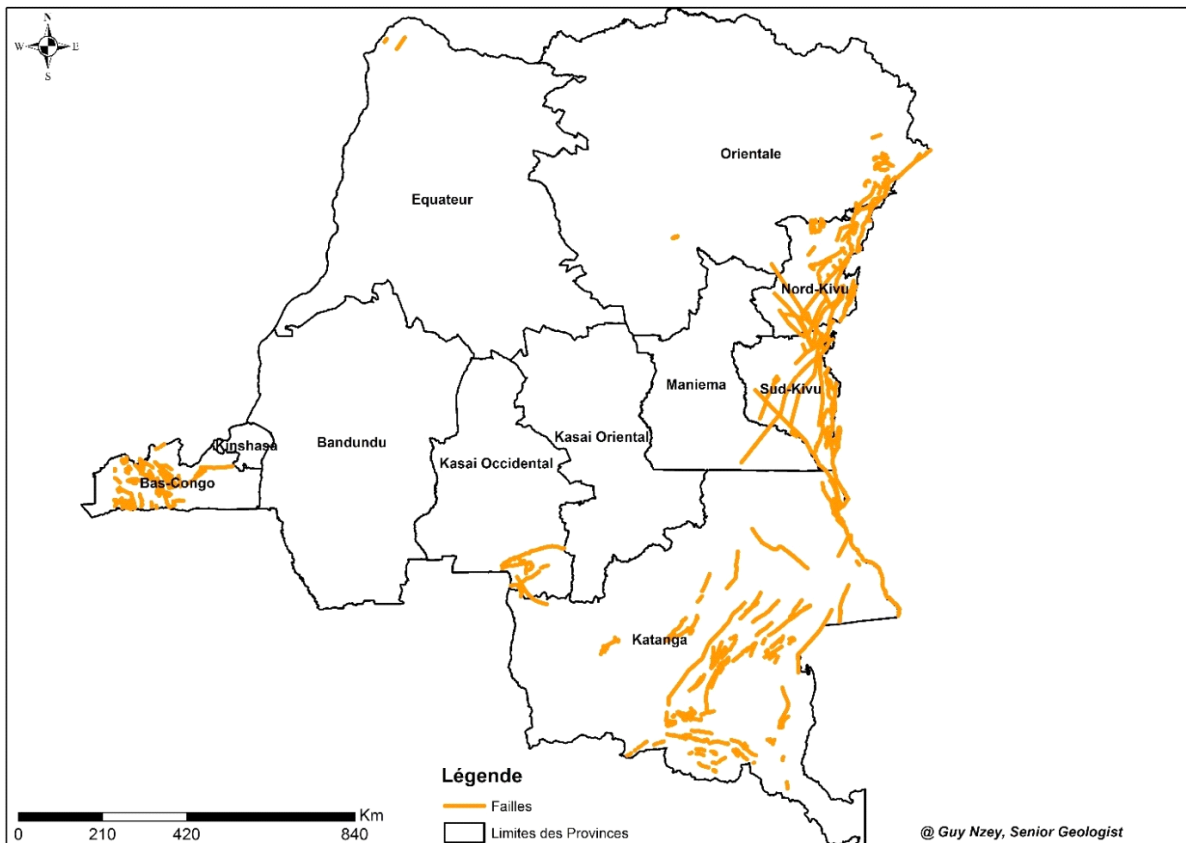 N
W E
S
Orientale
Equateur
Nord-Kivu
Maniema
Sud-Kivu
Kinshasa
Bandundu
Kasai Oriental
Kasai Occidental
Bas-Congo
Katanga
Légende
Failles
Limites des Provinces
Km
0 210 420 840
@ Guy Nzey, Senior Geologist